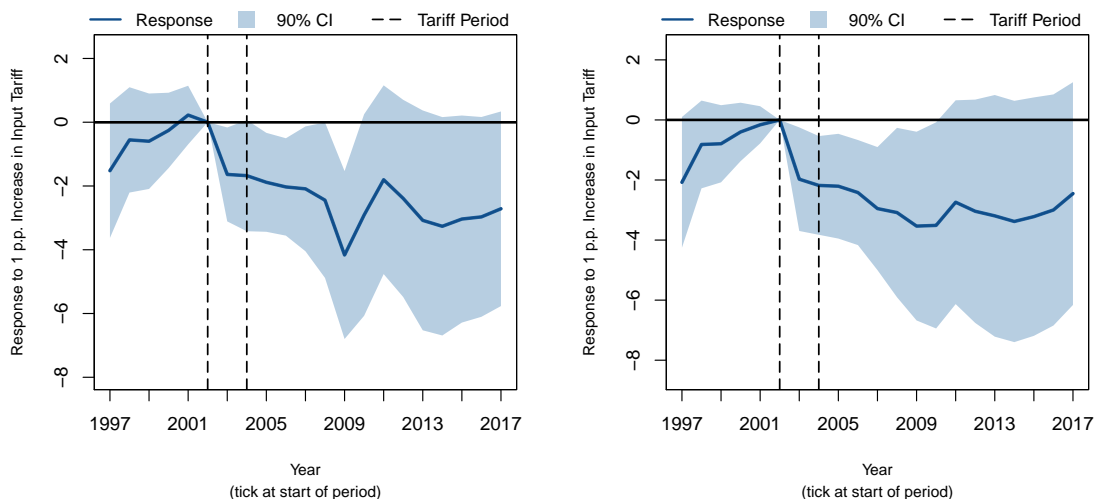 Response 90% CI Tariff Period
Response to 1 p.p. Increase in Input Tariff
2
0
−2
−4
−6
−8
1997 2001 2005 2009 2013 2017
Year
(tick at start of period)
Response 90% CI Tariff Period
Response to 1 p.p. Increase in Input Tariff
2
0
−2
−4
−6
−8
1997 2001 2005 2009 2013 2017
Year
(tick at start of period)